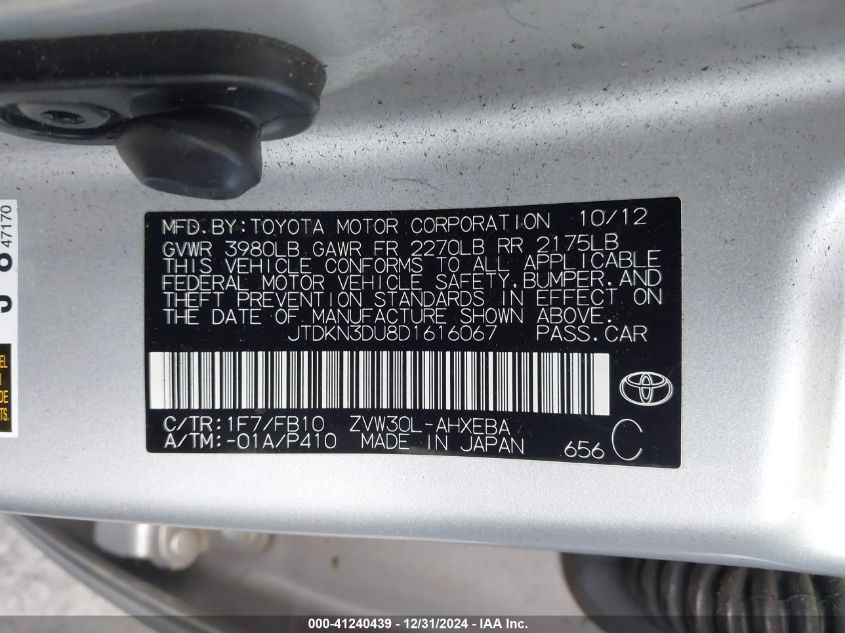 MFD. BY: TOYOTA MOTOR CORPORATION 10/12
GVWR 3980LB GAWR FR 2270LB RR 2175LB
THIS VEHICLE CONFORMS TO ALL APPLICABLE
FEDERAL MOTOR VEHICLE SAFETY, BUMPER, AND
THEFT PREVENTION STANDARDS IN EFFECT ON
THE DATE OF MANUFACTURE SHOWN ABOVE.
JTDKN3DU8D1616067 PASS. CAR
C/TR: 1F7/FB10 ZVW30L-AHXEBA
A/TM: -01A/P410 MADE IN JAPAN
656 C
47170
000-41240439 - 12/31/2024 - IAA Inc.